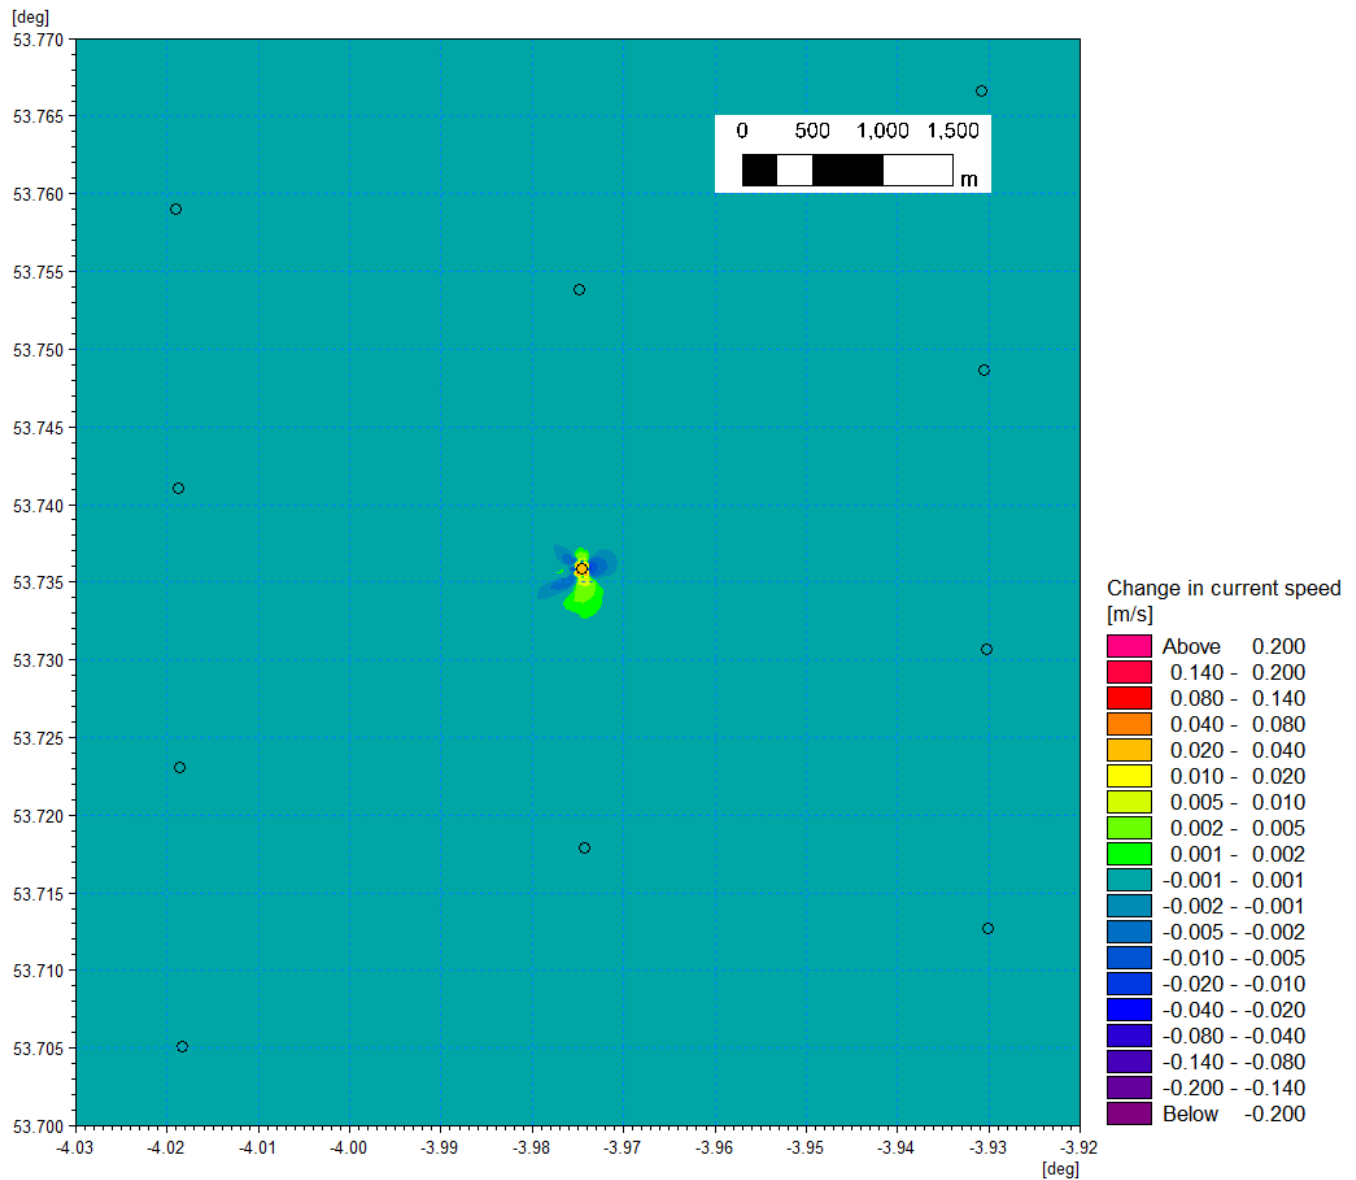 [deg]
53.770
53.765
53.760
53.755
53.750
53.745
53.740
53.735
53.730
53.725
53.720
53.715
53.710
53.705
53.700
-4.03 -4.02 -4.01 -4.00 -3.99 -3.98 -3.97 -3.96 -3.95 -3.94 -3.93 -3.92
[deg]
0 500 1,000 1,500
m
Change in current speed
[m/s]
Above 0.200
0.140 - 0.200
0.080 - 0.140
0.040 - 0.080
0.020 - 0.040
0.010 - 0.020
0.005 - 0.010
0.002 - 0.005
0.001 - 0.002
-0.001 - 0.001
-0.002 - -0.001
-0.005 - -0.002
-0.010 - -0.005
-0.020 - -0.010
-0.040 - -0.020
-0.080 - -0.040
-0.140 - -0.080
-0.200 - -0.140
Below -0.200